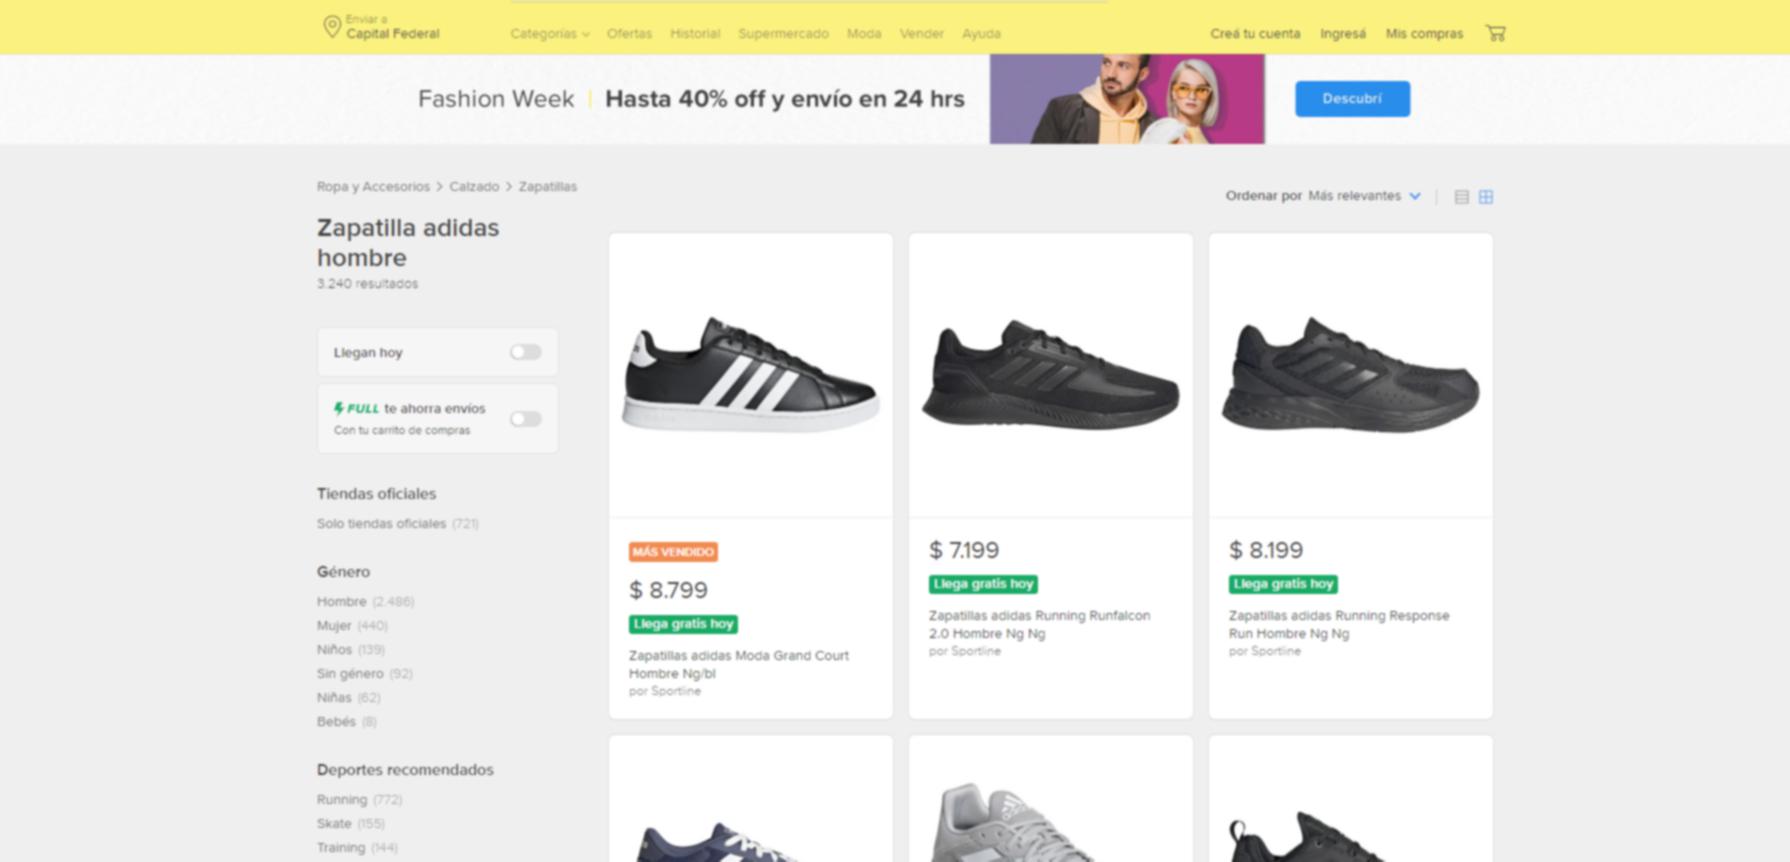 Enviar a
Capital Federal
Categorías Ofertas Historial Supermercado Moda Vender Ayuda
Creá tu cuenta Ingresá Mis compras
Fashion Week | Hasta 40% off y envío en 24 hrs
Descubrí
Ropa y Accesorios > Calzado > Zapatillas
Ordenar por Más relevantes
Zapatilla adidas
hombre
3.240 resultados
Llegan hoy
FULL te ahorra envíos
Con tu carrito de compras
Tiendas oficiales
Solo tiendas oficiales (721)
Género
Hombre (2.486)
Mujer (440)
Niños (139)
Sin género (92)
Niñas (62)
Bebés (8)
Deportes recomendados
Running (772)
Skate (155)
Training (144)
MÁS VENDIDO
$ 8.799
Llega gratis hoy
Zapatillas adidas Moda Grand Court
Hombre Ng/bl
por Sportline
$ 7.199
Llega gratis hoy
Zapatillas adidas Running Runfalcon
2.0 Hombre Ng Ng
por Sportline
$ 8.199
Llega gratis hoy
Zapatillas adidas Running Response
Run Hombre Ng Ng
por Sportline
adidas